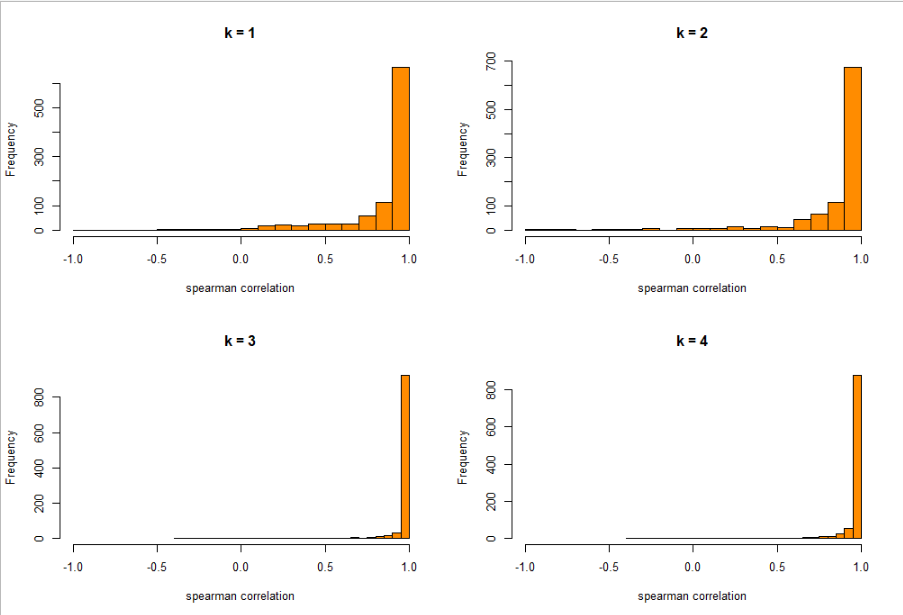 k = 1
Frequency
500
300
100
0
-1.0 -0.5 0.0 0.5 1.0
spearman correlation
k = 2
Frequency
700
500
300
100
0
-1.0 -0.5 0.0 0.5 1.0
spearman correlation
k = 3
Frequency
800
600
400
200
0
-1.0 -0.5 0.0 0.5 1.0
spearman correlation
k = 4
Frequency
800
600
400
200
0
-1.0 -0.5 0.0 0.5 1.0
spearman correlation